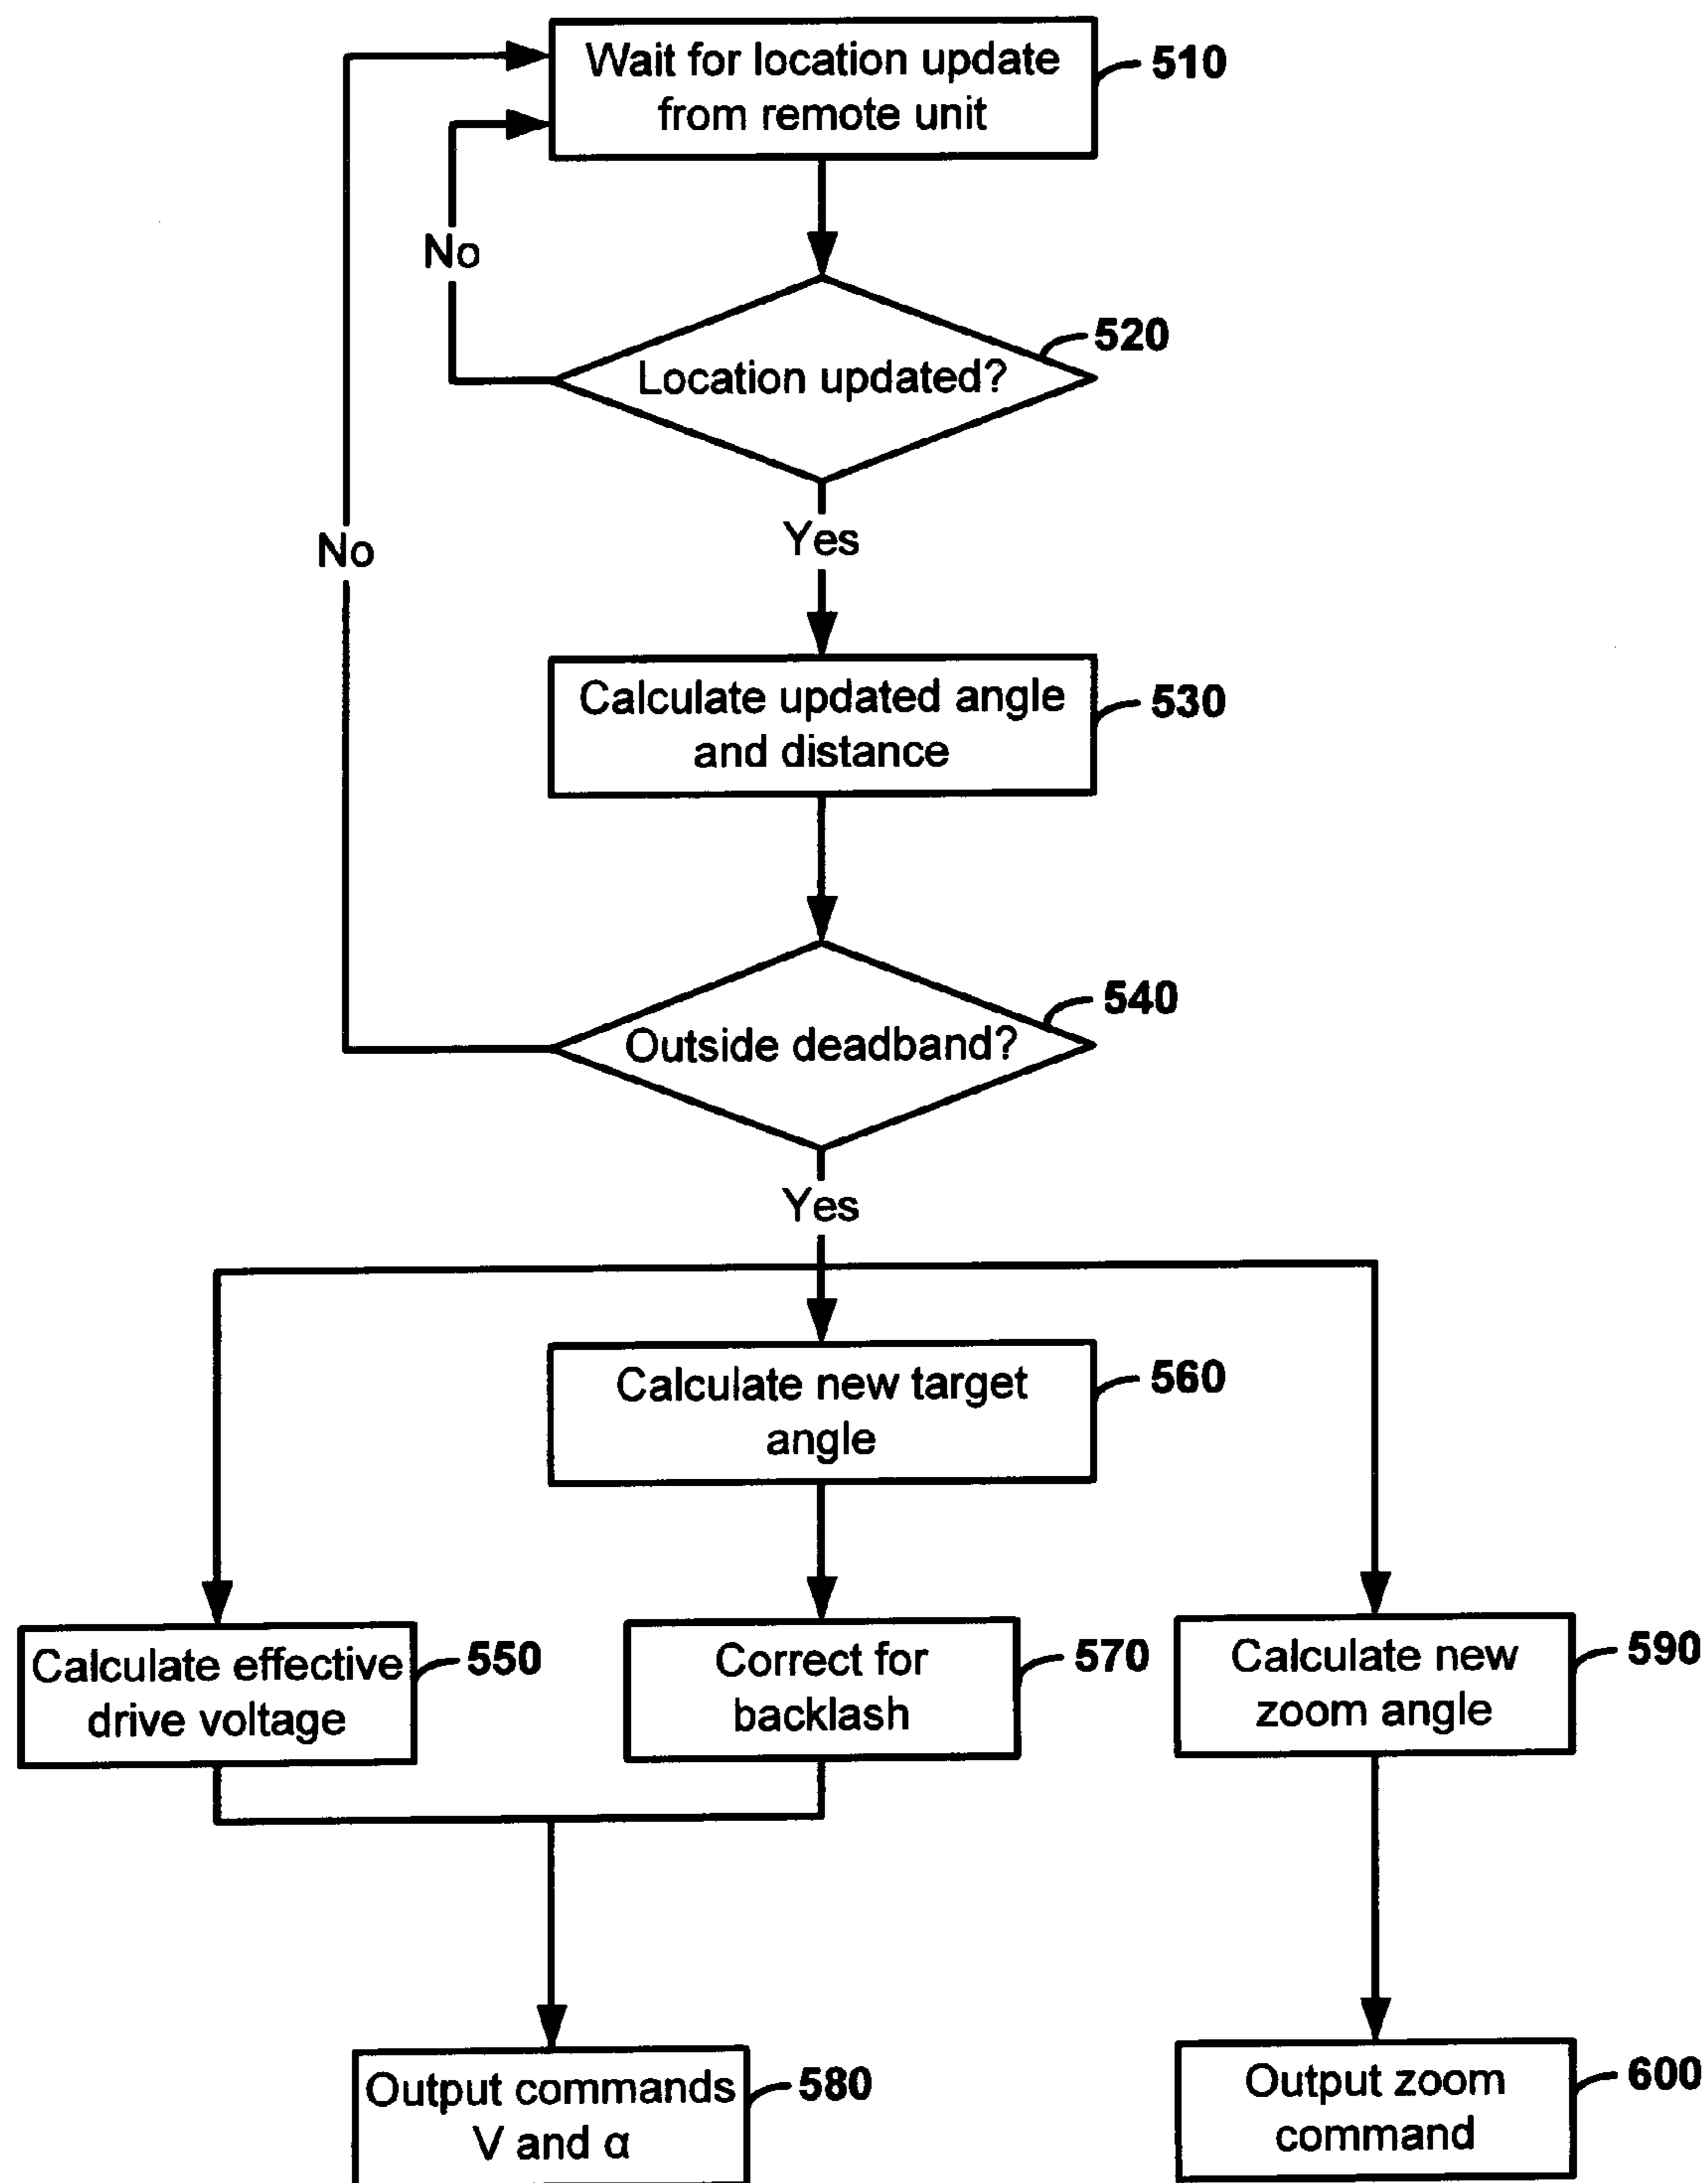 Wait for location update
from remote unit
510
No
520
Location updated?
Yes
No
Calculate updated angle
and distance
530
540
Outside deadband?
Yes
Calculate new target
angle
560
Calculate effective
drive voltage
550
Correct for
backlash
570
Calculate new
zoom angle
590
Output commands
V and α
580
Output zoom
command
600